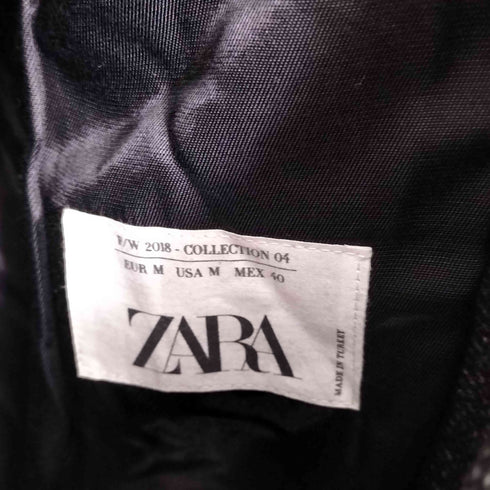 F/W 2018 - COLLECTION 04
EUR M USA M MEX 40
ZARA
MADE IN TURKEY